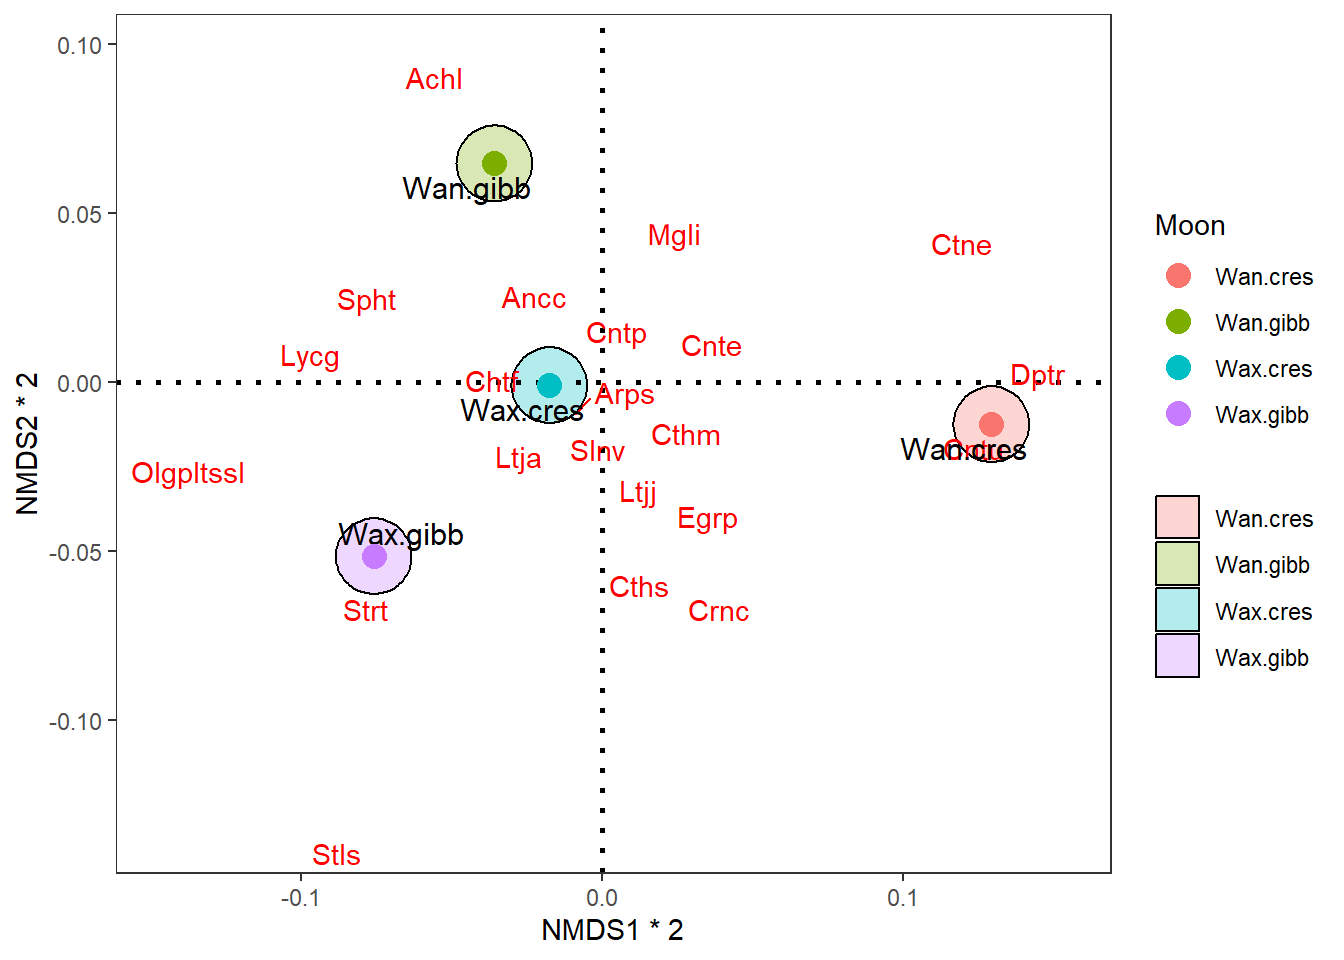 0.10
0.05
0.00
-0.05
-0.10
NMDS2 * 2
Achl
Wan.gibb
Mgli
Ctne
Spht
Ancc
Cntp
Cnte
Lycg
Chtf
Dptr
Arps
Wax.cres
Cthm
Wan.cres
Slnv
Ltja
Olgpltssl
Ltjj
Egrp
Wax.gibb
Cths
Strt
Crnc
Stls
-0.1
0.0
0.1
NMDS1 * 2
Moon
Wan.cres
Wan.gibb
Wax.cres
Wax.gibb
Wan.cres
Wan.gibb
Wax.cres
Wax.gibb